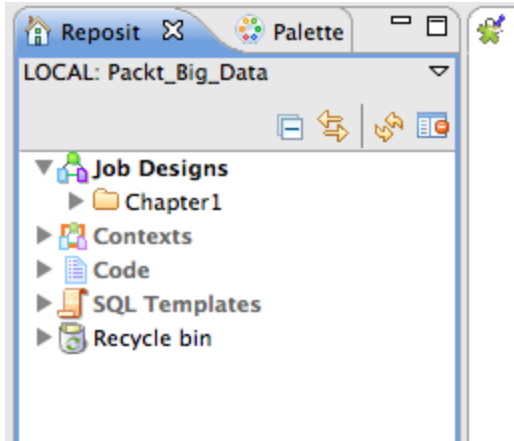 Reposit Palette
LOCAL: Packt_Big_Data
Job Designs
Chapter1
Contexts
Code
SQL Templates
Recycle bin